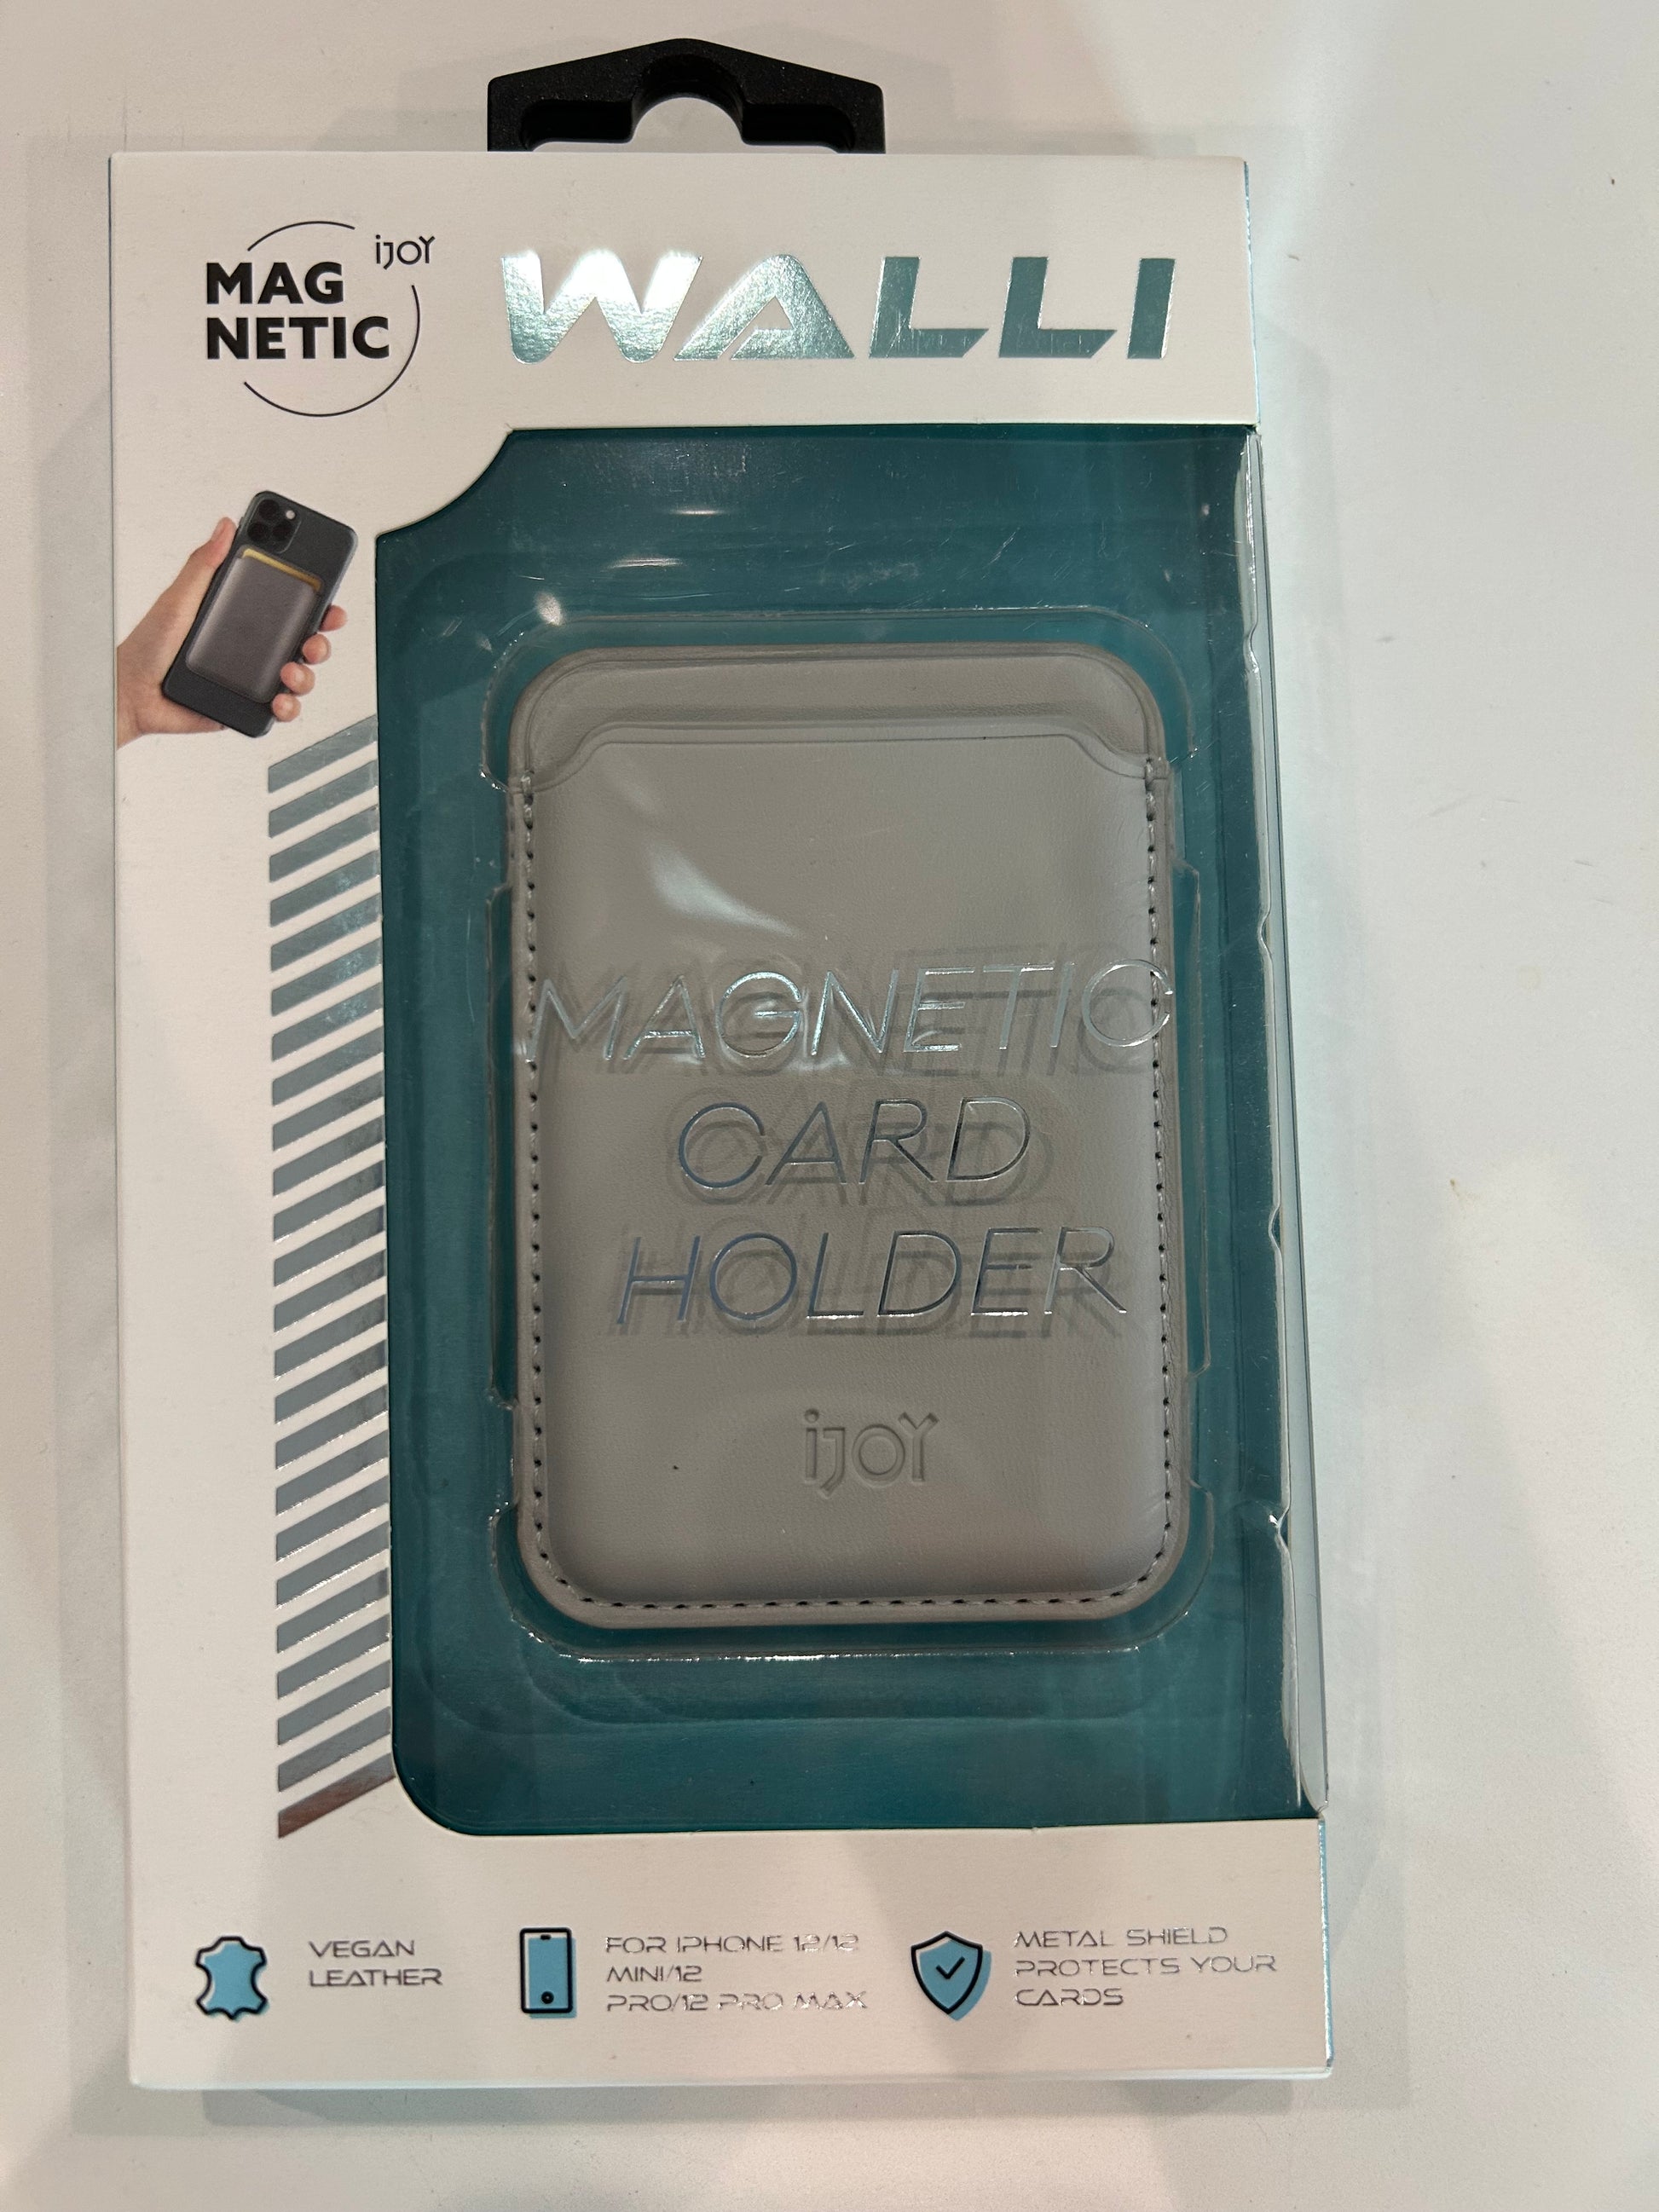 iJOY
MAG
NETIC
WALLI
MAGNETIC
CARD
HOLDER
iJOY
VEGAN
LEATHER
FOR IPHONE 12/12
MINI/12
PRO/12 PRO MAX
METAL SHIELD
PROTECTS YOUR
CARDS